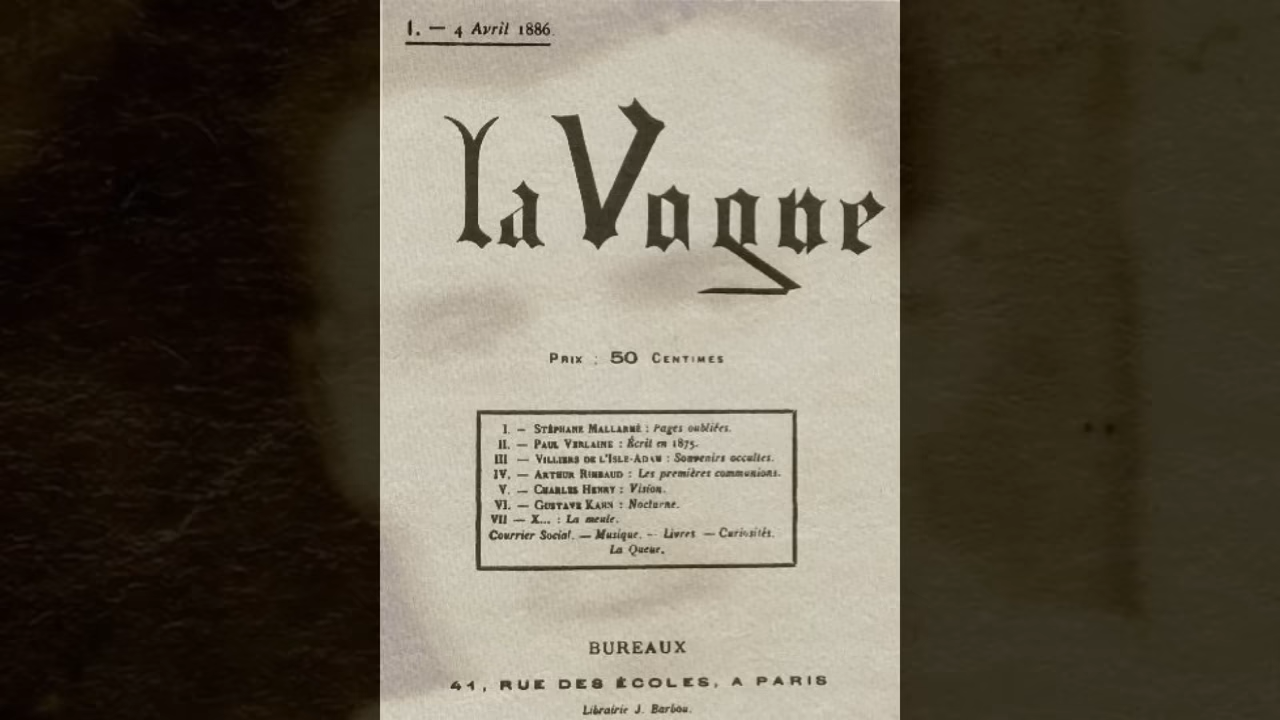 I. — 4 Avril 1886.
la Vogue
PRIX : 50 CENTIMES
I. — STÉPHANE MALLARMÉ : Pages oubliées.
II. — PAUL VERLAINE : Écrit en 1875.
III — VILLIERS DE L'ISLE-ADAM : Souvenirs occultes.
IV. — ARTHUR RIMBAUD : Les premières communions.
V. — CHARLES HENRY : Vision.
VI. — GUSTAVE KAHN : Nocturne.
VII — X... : La meule.
Courrier Social. — Musique. — Livres — Curiosités.
La Queur.
BUREAUX
41, RUE DES ÉCOLES, A PARIS
Librairie J. Barbou.